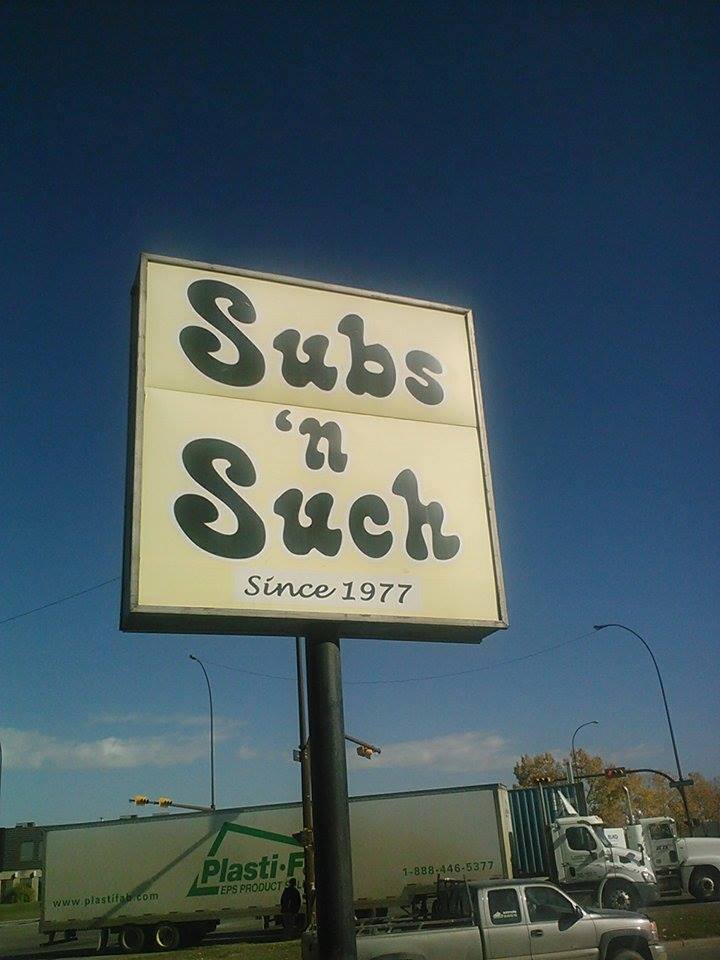 Subs
'n
Such
Since 1977
Plasti-F
EPS PRODUCT
1-888-446-5377
www.plastifab.com